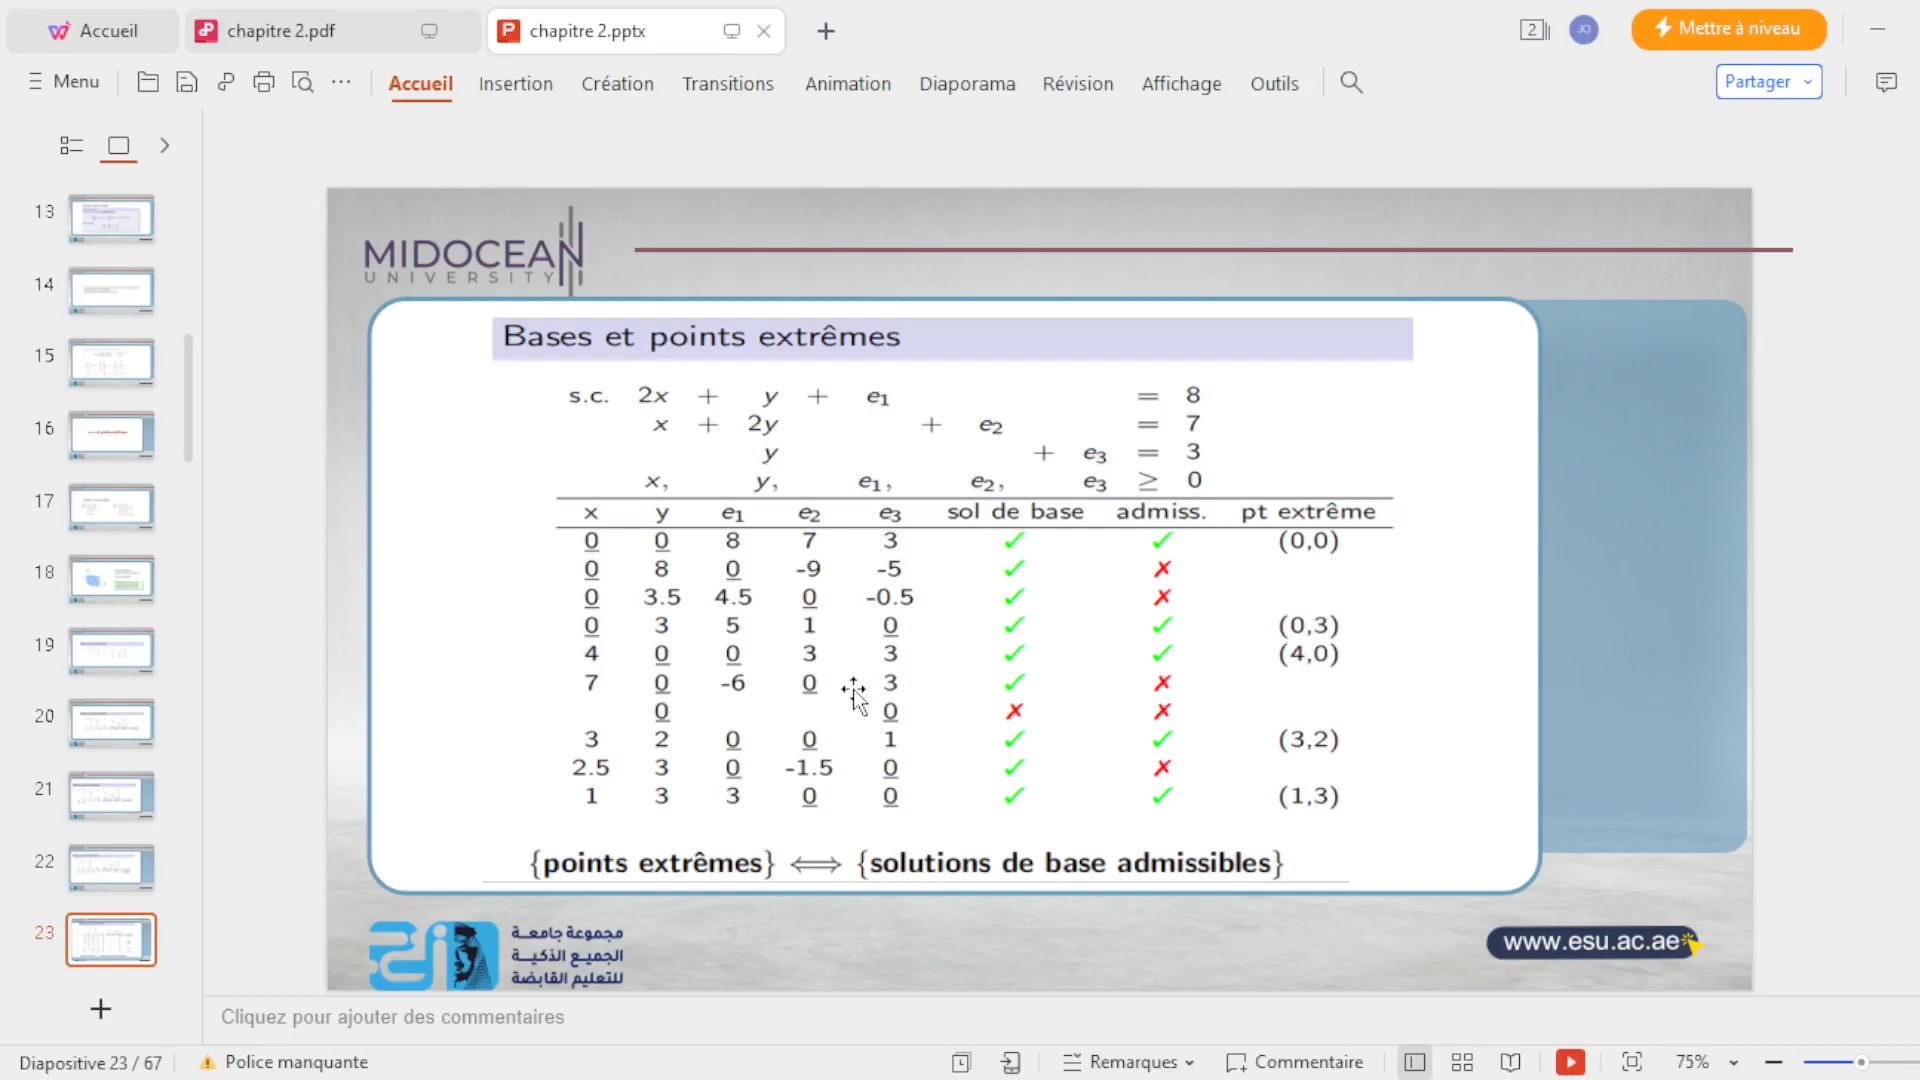 Accueil
chapitre 2.pdf
chapitre 2.pptx
2
JO
Mettre à niveau
Menu
Accueil
Insertion
Création
Transitions
Animation
Diaporama
Révision
Affichage
Outils
Partager
13
14
15
16
17
18
19
20
21
22
23
MIDOCEAN
UNIVERSITY
Bases et points extrêmes
s.c. 2x + y + e₁ = 8
x + 2y + e₂ = 7
y + e₃ = 3
x, y, e₁, e₂, e₃ ≥ 0
x y e₁ e₂ e₃ sol de base admiss. pt extrême
0 0 8 7 3 ✓ ✓ (0,0)
0 8 0 -9 -5 ✓ ✗
0 3.5 4.5 0 -0.5 ✓ ✗
0 3 5 1 0 ✓ ✓ (0,3)
4 0 0 3 3 ✓ ✓ (4,0)
7 0 -6 0 3 ✓ ✗
0 0 ✗ ✗
3 2 0 0 1 ✓ ✓ (3,2)
2.5 3 0 -1.5 0 ✓ ✗
1 3 3 0 0 ✓ ✓ (1,3)
{points extrêmes} ⟺ {solutions de base admissibles}
مجموعة جامعة
الجميع الذكية
للتعليم القابضة
www.esu.ac.ae
Cliquez pour ajouter des commentaires
Diapositive 23 / 67
Police manquante
Remarques
Commentaire
75%